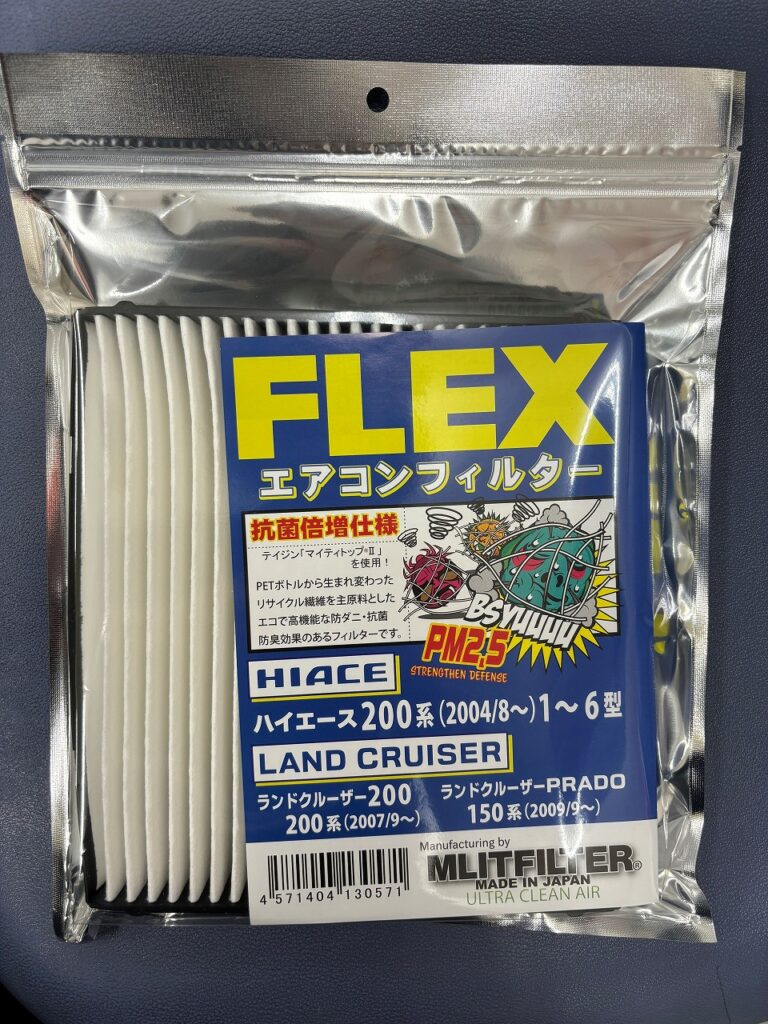 FLEX
エアコンフィルター
抗菌倍増仕様
テイジン「マイティトップ®Ⅱ」
を使用！
PETボトルから生まれ変わった
リサイクル繊維を主原料とした
エコで高機能な防ダニ・抗菌
防臭効果のあるフィルターです。
BSYUUUU
PM2.5
STRENGTHEN DEFENSE
HIACE
ハイエース200系(2004/8～)1～6型
LAND CRUISER
ランドクルーザー200
200系(2007/9～)
ランドクルーザーPRADO
150系(2009/9～)
4 571404 130571
Manufacturing by
MLITFILTER®
MADE IN JAPAN
ULTRA CLEAN AIR